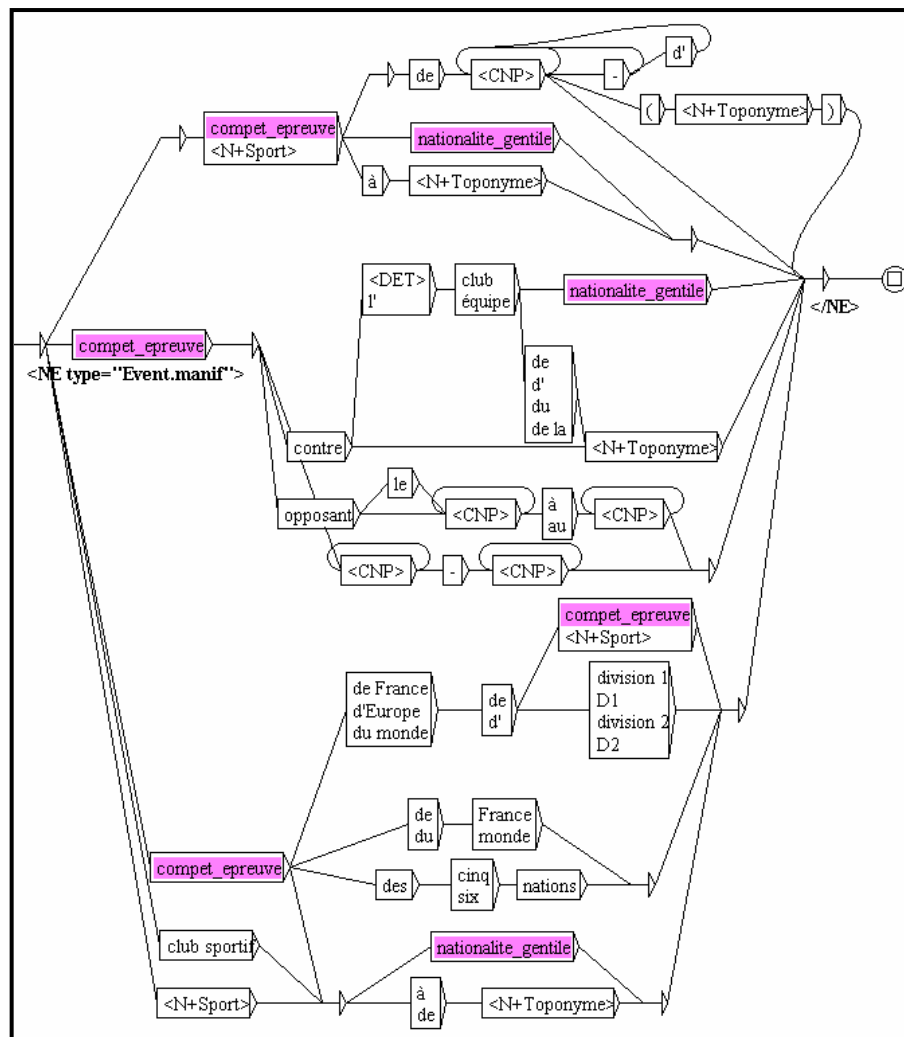 d'
de <CNP> -
( <N+Toponyme> )
compet_epreuve
<N+Sport>
nationalite_gentile
à <N+Toponyme>
<DET>
l'
club
équipe
nationalite_gentile
</NE>
compet_epreuve
<NE type="Event.manif">
de
d'
du
de la
contre
<N+Toponyme>
le
opposant <CNP>
à
au
<CNP>
<CNP> - <CNP>
compet_epreuve
<N+Sport>
de France
d'Europe
du monde
de
d'
division 1
D1
division 2
D2
de
du
France
monde
compet_epreuve
des
cinq
six
nations
club sportif
nationalite_gentile
<N+Sport>
à
de
<N+Toponyme>